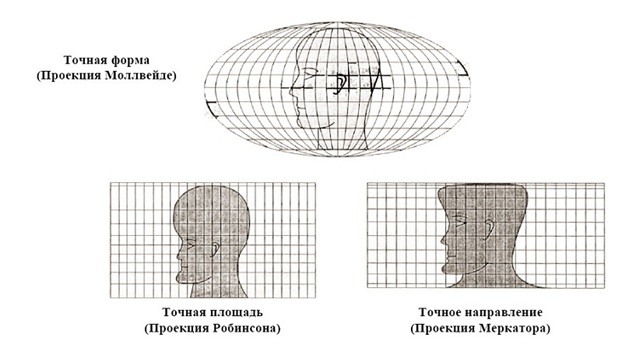 Точная форма
(Проекция Моллвейде)
Точная площадь
(Проекция Робинсона)
Точное направление
(Проекция Меркатора)